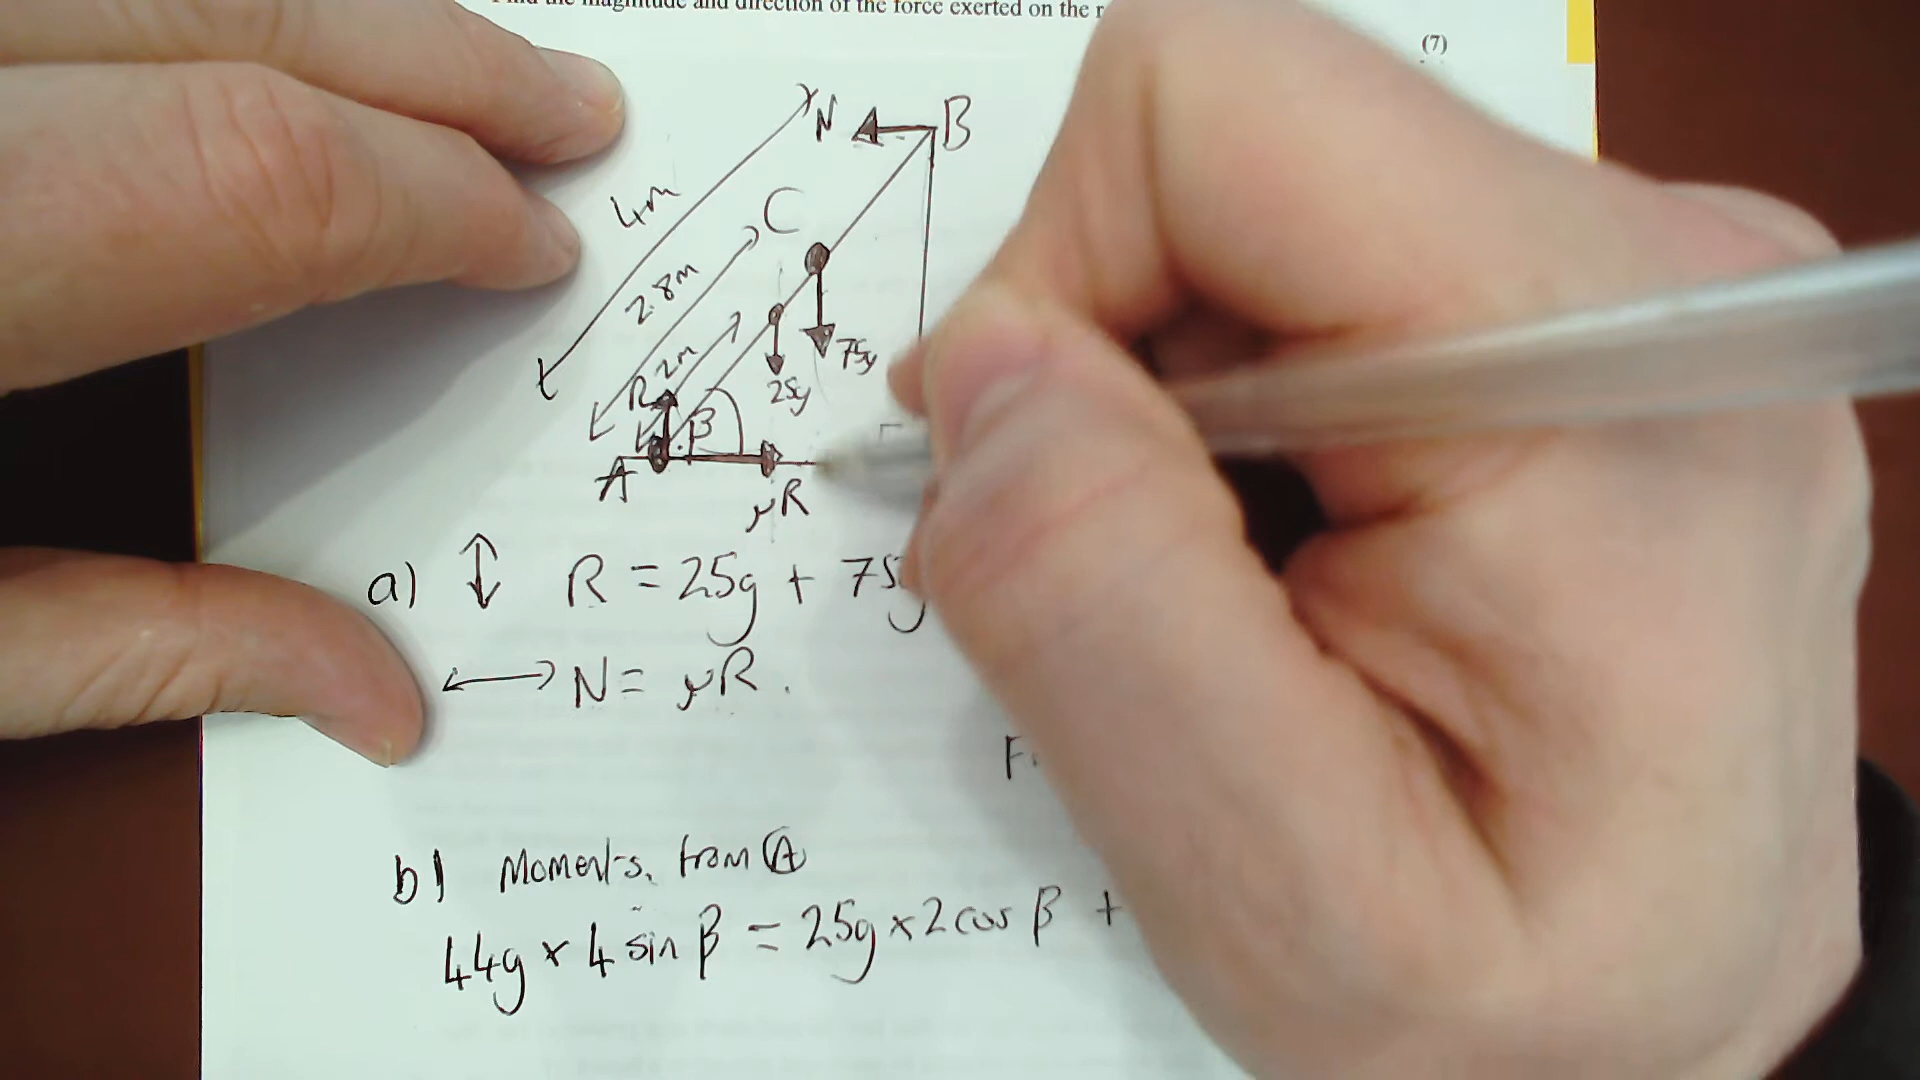 Find the magnitude and direction of the force exerted on the r
(7)
N B
4m
C
2.8m
2m
75g
R
25g
β
A
μR
a) ↕ R = 25g + 75g
↔ N = μR.
F
b) Moments, from A
44g × 4 sin β = 25g × 2 cos β +